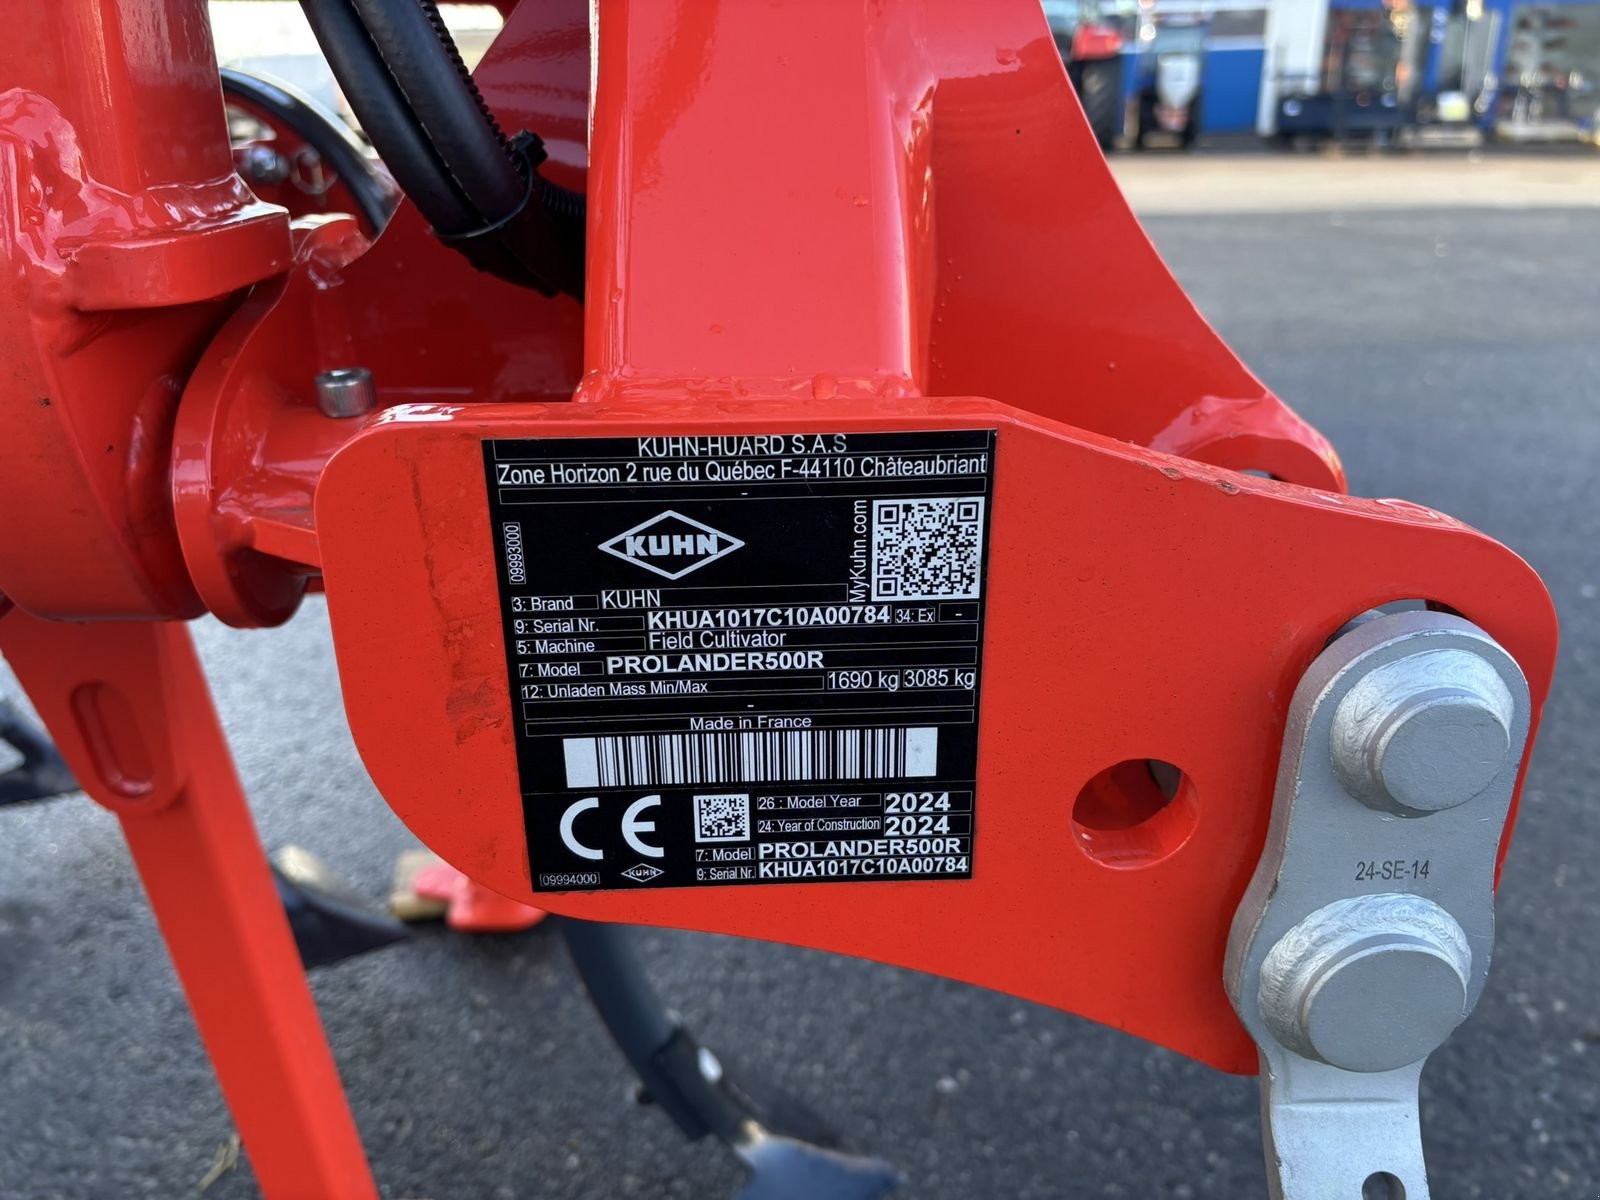 KUHN-HUARD S.A.S
Zone Horizon 2 rue du Québec F-44110 Châteaubriant
-
09993000
KUHN
MyKuhn.com
3: Brand KUHN
9: Serial Nr. KHUA1017C10A00784 34: Ex -
5: Machine Field Cultivator
7: Model PROLANDER500R
12: Unladen Mass Min/Max 1690 kg 3085 kg
-
Made in France
CE
26 : Model Year 2024
24: Year of Construction 2024
7: Model PROLANDER500R
09994000 KUHN 9: Serial Nr. KHUA1017C10A00784
24-SE-14